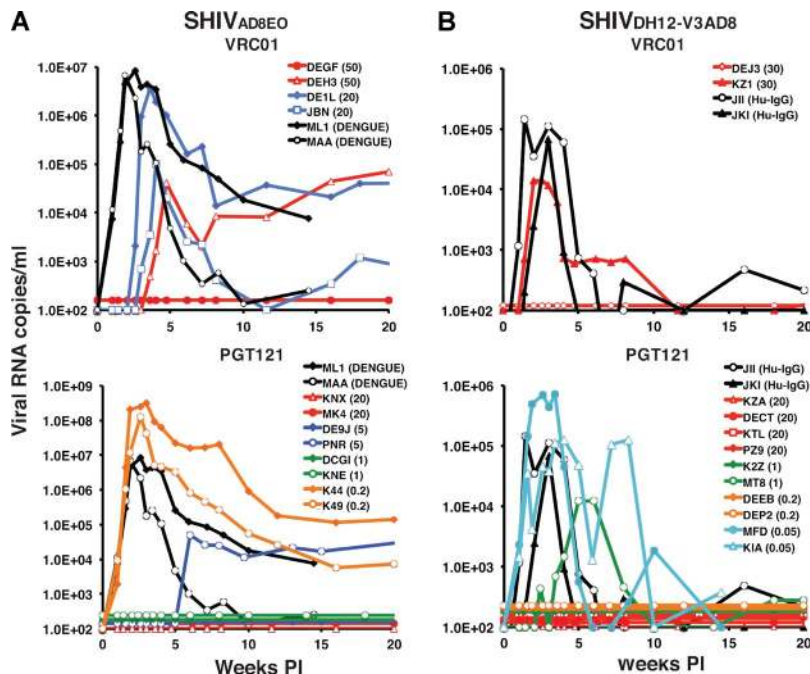 A
SHIVAD8EO
VRC01
1.0E+07
1.0E+06
1.0E+05
1.0E+04
1.0E+03
1.0E+02
0 5 10 15 20
DEGF (50)
DEH3 (50)
DE1L (20)
JBN (20)
ML1 (DENGUE)
MAA (DENGUE)
PGT121
1.0E+09
1.0E+08
1.0E+07
1.0E+06
1.0E+05
1.0E+04
1.0E+03
1.0E+02
0 5 10 15 20
ML1 (DENGUE)
MAA (DENGUE)
KNX (20)
MK4 (20)
DE9J (5)
PNR (5)
DCGI (1)
KNE (1)
K44 (0.2)
K49 (0.2)
Viral RNA copies/ml
Weeks PI
B
SHIVDH12-V3AD8
VRC01
1.0E+06
1.0E+05
1.0E+04
1.0E+03
1.0E+02
0 5 10 15 20
DEJ3 (30)
KZ1 (30)
JII (Hu-IgG)
JKI (Hu-IgG)
PGT121
1.0E+06
1.0E+05
1.0E+04
1.0E+03
1.0E+02
0 5 10 15 20
JII (Hu-IgG)
JKI (Hu-IgG)
KZA (20)
DECT (20)
KTL (20)
PZ9 (20)
K2Z (1)
MT8 (1)
DEEB (0.2)
DEP2 (0.2)
MFD (0.05)
KIA (0.05)
weeks PI